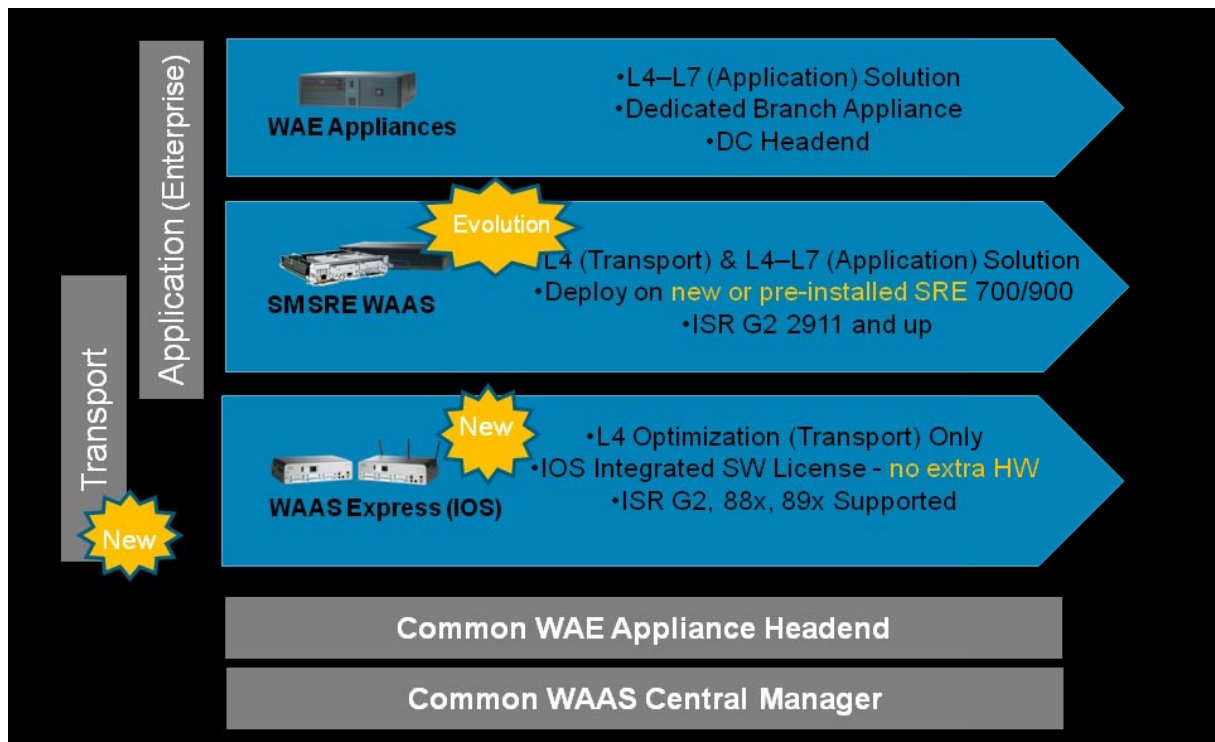 Application (Enterprise)
Transport
New
WAE Appliances
•L4–L7 (Application) Solution
•Dedicated Branch Appliance
•DC Headend
Evolution
SM SRE WAAS
L4 (Transport) & L4–L7 (Application) Solution
•Deploy on new or pre-installed SRE 700/900
•ISR G2 2911 and up
New
WAAS Express (IOS)
•L4 Optimization (Transport) Only
•IOS Integrated SW License - no extra HW
•ISR G2, 88x, 89x Supported
Common WAE Appliance Headend
Common WAAS Central Manager